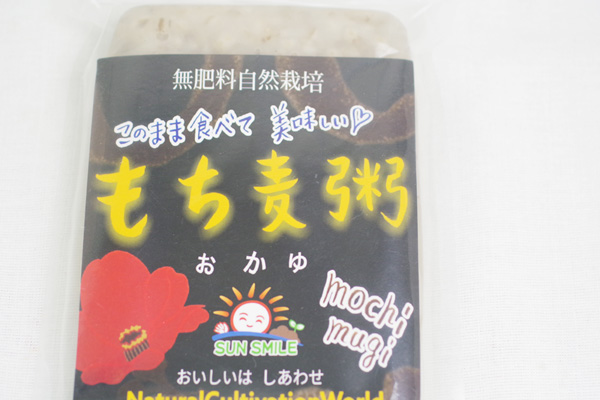 無肥料自然栽培
このまま食べて 美味しい♡
もち麦粥
おかゆ
mochi
mugi
SUN SMILE
おいしいは しあわせ
NaturalCultivationWorld